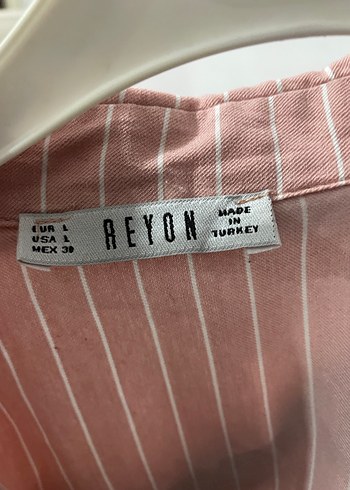 EUR L
USA L
MEX 30
REYON
MADE
IN
TURKEY